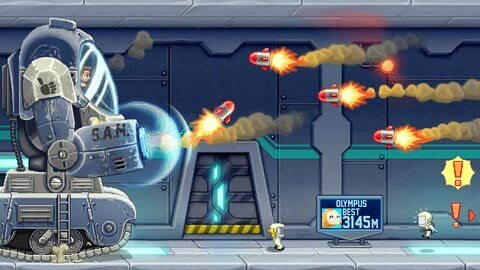 S.A.M.
OLYMPUS
BEST
3145M
!
!